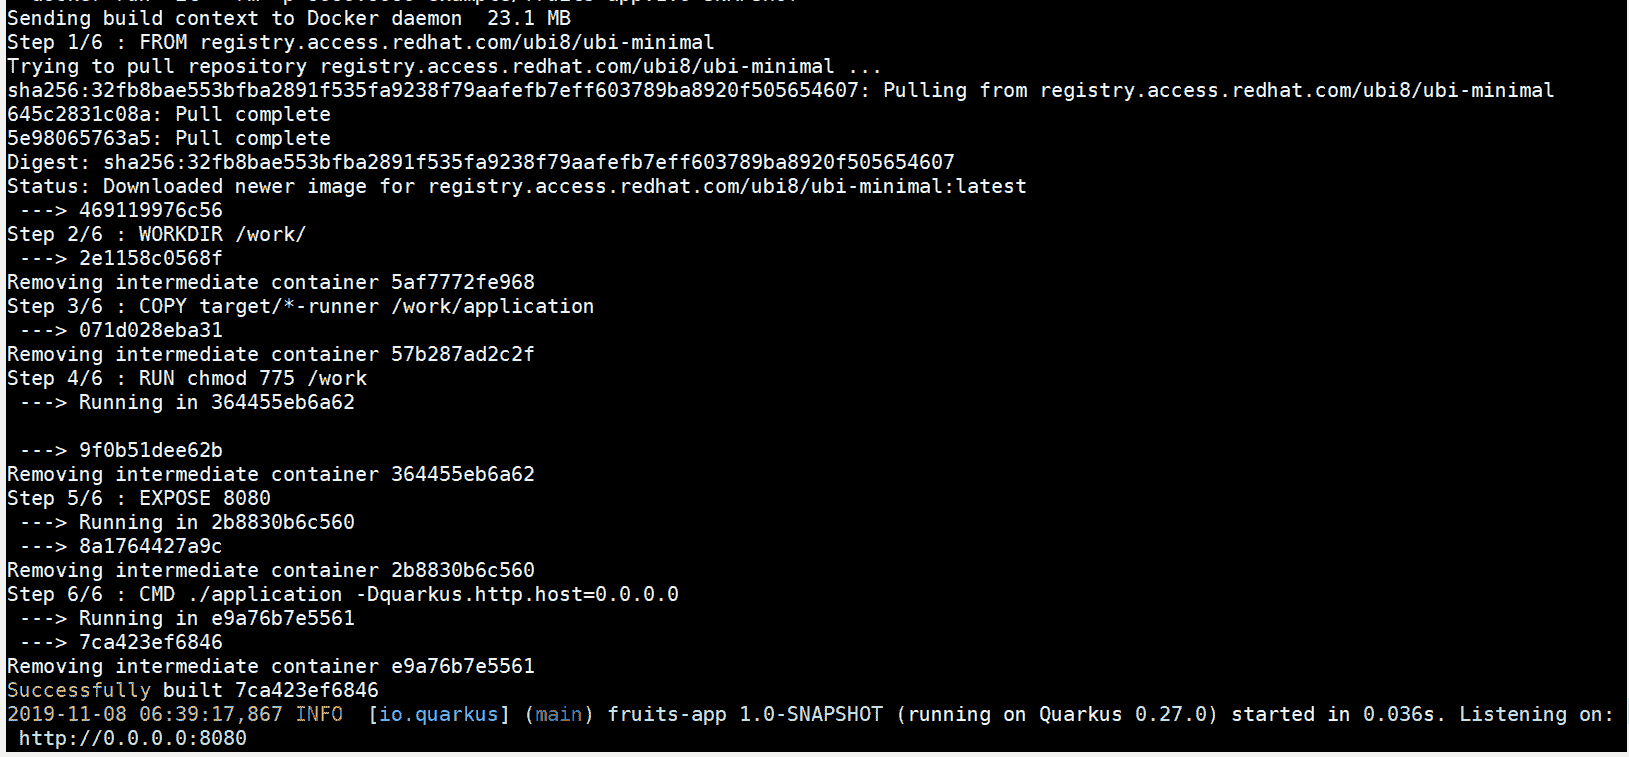 Sending build context to Docker daemon  23.1 MB
Step 1/6 : FROM registry.access.redhat.com/ubi8/ubi-minimal
Trying to pull repository registry.access.redhat.com/ubi8/ubi-minimal ...
sha256:32fb8bae553bfba2891f535fa9238f79aafefb7eff603789ba8920f505654607: Pulling from registry.access.redhat.com/ubi8/ubi-minimal
645c2831c08a: Pull complete
5e98065763a5: Pull complete
Digest: sha256:32fb8bae553bfba2891f535fa9238f79aafefb7eff603789ba8920f505654607
Status: Downloaded newer image for registry.access.redhat.com/ubi8/ubi-minimal:latest
 ---> 469119976c56
Step 2/6 : WORKDIR /work/
 ---> 2e1158c0568f
Removing intermediate container 5af7772fe968
Step 3/6 : COPY target/*-runner /work/application
 ---> 071d028eba31
Removing intermediate container 57b287ad2c2f
Step 4/6 : RUN chmod 775 /work
 ---> Running in 364455eb6a62
 ---> 9f0b51dee62b
Removing intermediate container 364455eb6a62
Step 5/6 : EXPOSE 8080
 ---> Running in 2b8830b6c560
 ---> 8a1764427a9c
Removing intermediate container 2b8830b6c560
Step 6/6 : CMD ./application -Dquarkus.http.host=0.0.0.0
 ---> Running in e9a76b7e5561
 ---> 7ca423ef6846
Removing intermediate container e9a76b7e5561
Successfully built 7ca423ef6846
2019-11-08 06:39:17,867 INFO  [io.quarkus] (main) fruits-app 1.0-SNAPSHOT (running on Quarkus 0.27.0) started in 0.036s. Listening on:
 http://0.0.0.0:8080